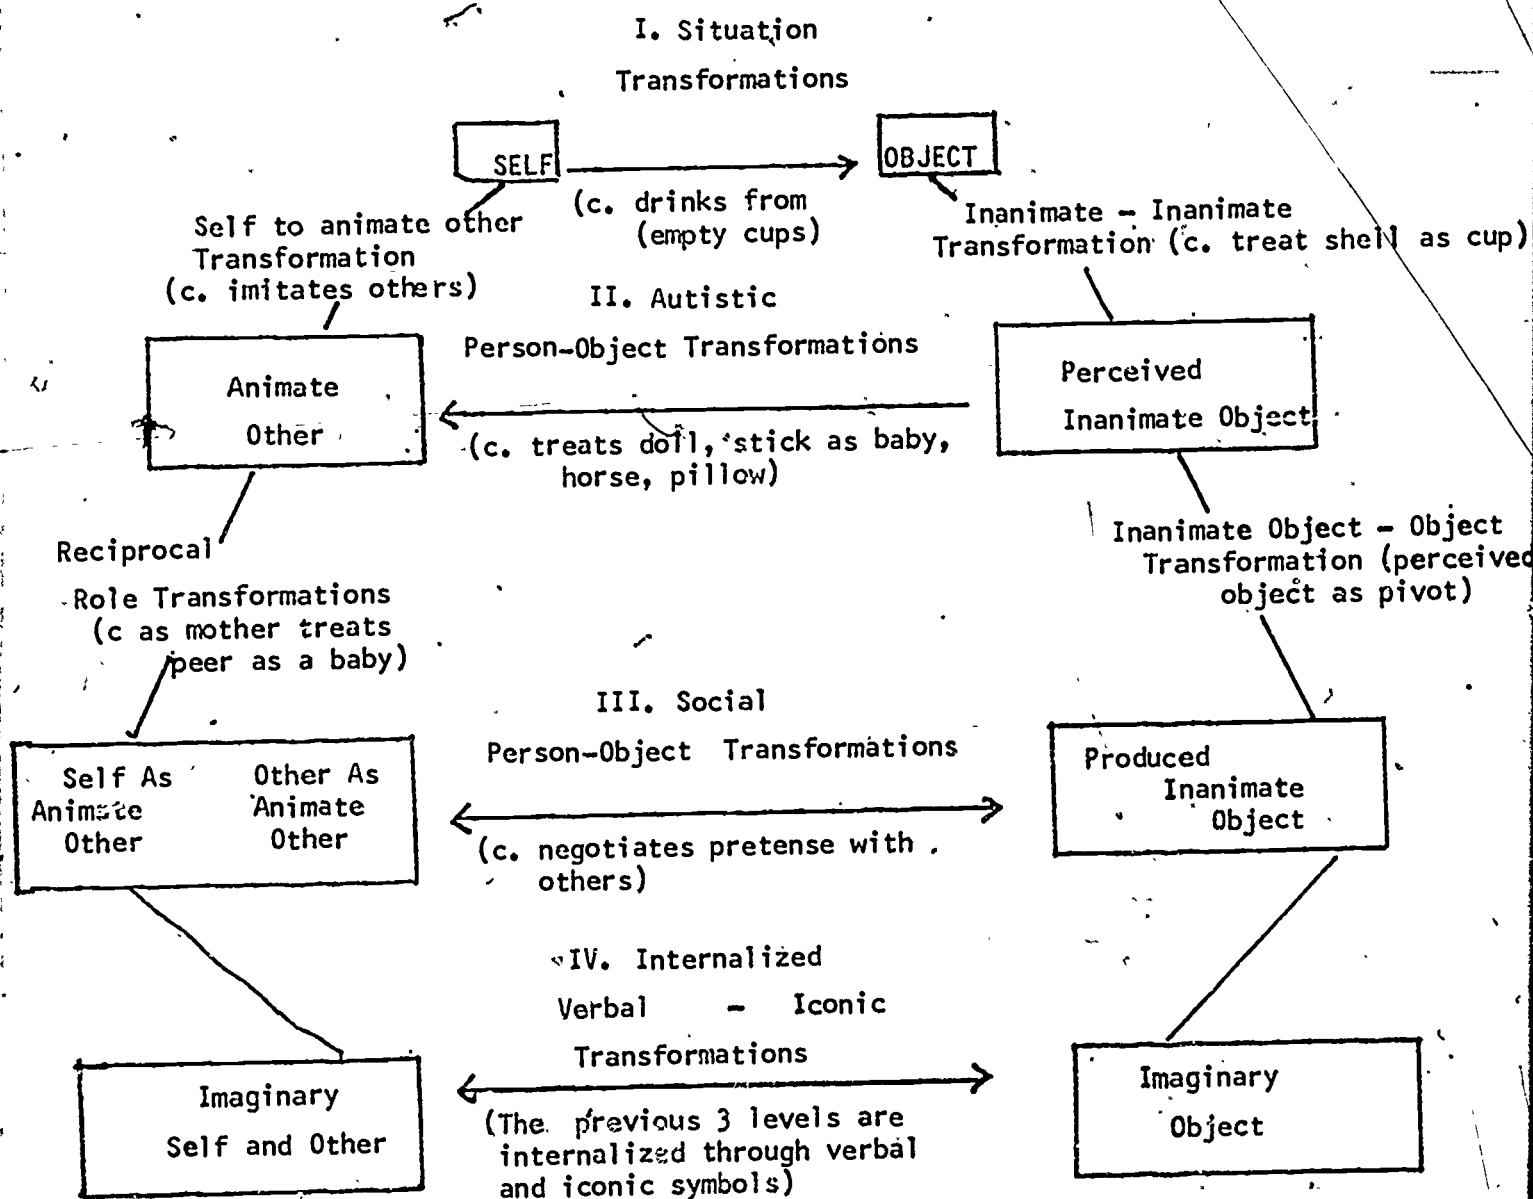 I. Situation
Transformations
SELF
OBJECT
(c. drinks from
(empty cups)
Self to animate other
Transformation
(c. imitates others)
Inanimate - Inanimate
Transformation (c. treat shell as cup)
II. Autistic
Person-Object Transformations
Animate
Other
Perceived
Inanimate Object
(c. treats doll, stick as baby,
horse, pillow)
Reciprocal
Role Transformations
(c as mother treats
peer as a baby)
Inanimate Object - Object
Transformation (perceived
object as pivot)
III. Social
Person-Object Transformations
Self As
Animate
Other
Other As
Animate
Other
Produced
Inanimate
Object
(c. negotiates pretense with
others)
IV. Internalized
Verbal - Iconic
Transformations
Imaginary
Self and Other
Imaginary
Object
(The previous 3 levels are
internalized through verbal
and iconic symbols)